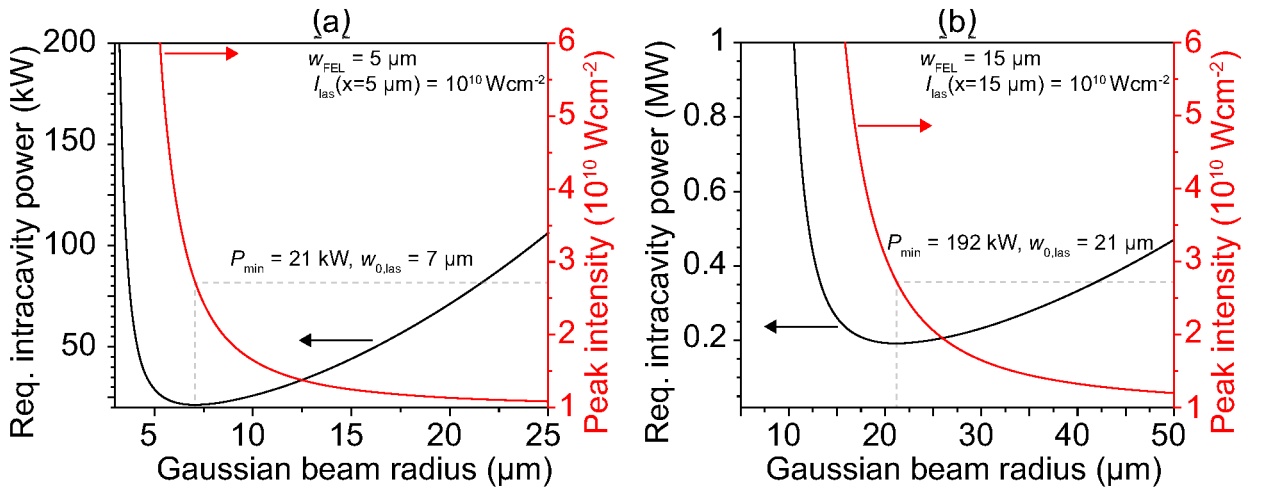 (a)
Req. intracavity power (kW)
200
150
100
50
w_FEL = 5 µm
I_las(x=5 µm) = 10^10 Wcm^-2
P_min = 21 kW, w_0,las = 7 µm
6
5
4
3
2
1
Peak intensity (10^10 Wcm^-2)
5 10 15 20 25
Gaussian beam radius (µm)
(b)
Req. intracavity power (MW)
1
0.8
0.6
0.4
0.2
w_FEL = 15 µm
I_las(x=15 µm) = 10^10 Wcm^-2
P_min = 192 kW, w_0,las = 21 µm
6
5
4
3
2
1
Peak intensity (10^10 Wcm^-2)
10 20 30 40 50
Gaussian beam radius (µm)